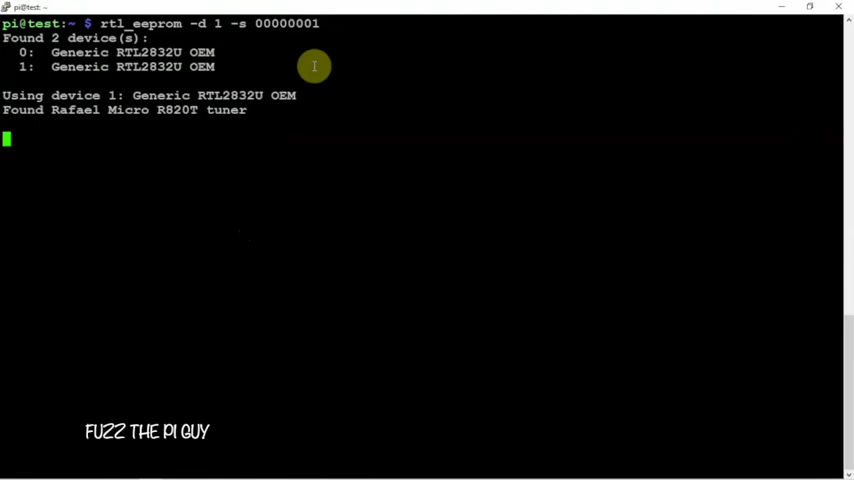 pi@test: ~
pi@test:~ $ rtl_eeprom -d 1 -s 00000001
Found 2 device(s):
0: Generic RTL2832U OEM
1: Generic RTL2832U OEM
Using device 1: Generic RTL2832U OEM
Found Rafael Micro R820T tuner
FUZZ THE PI GUY